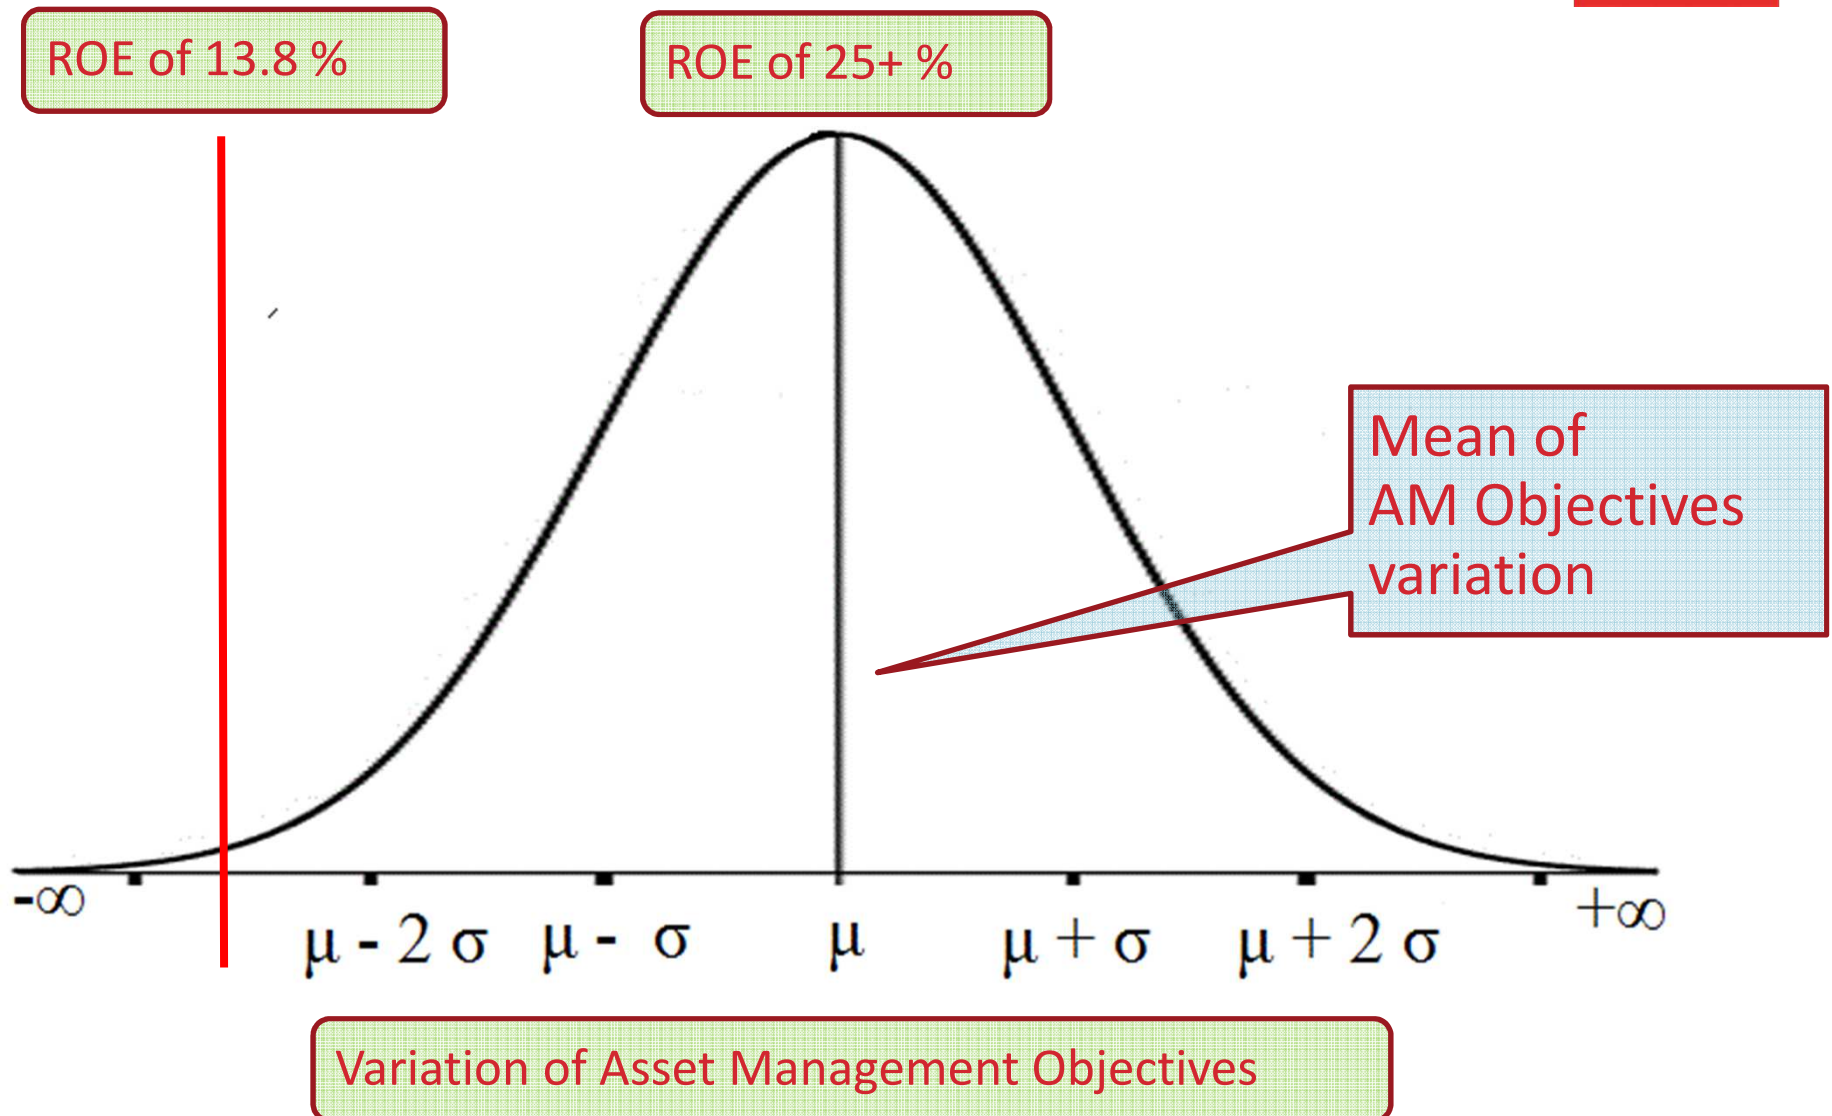 ROE of 13.8 %
ROE of 25+ %
Mean of
AM Objectives
variation
-∞
+∞
μ - 2 σ
μ - σ
μ
μ + σ
μ + 2 σ
Variation of Asset Management Objectives